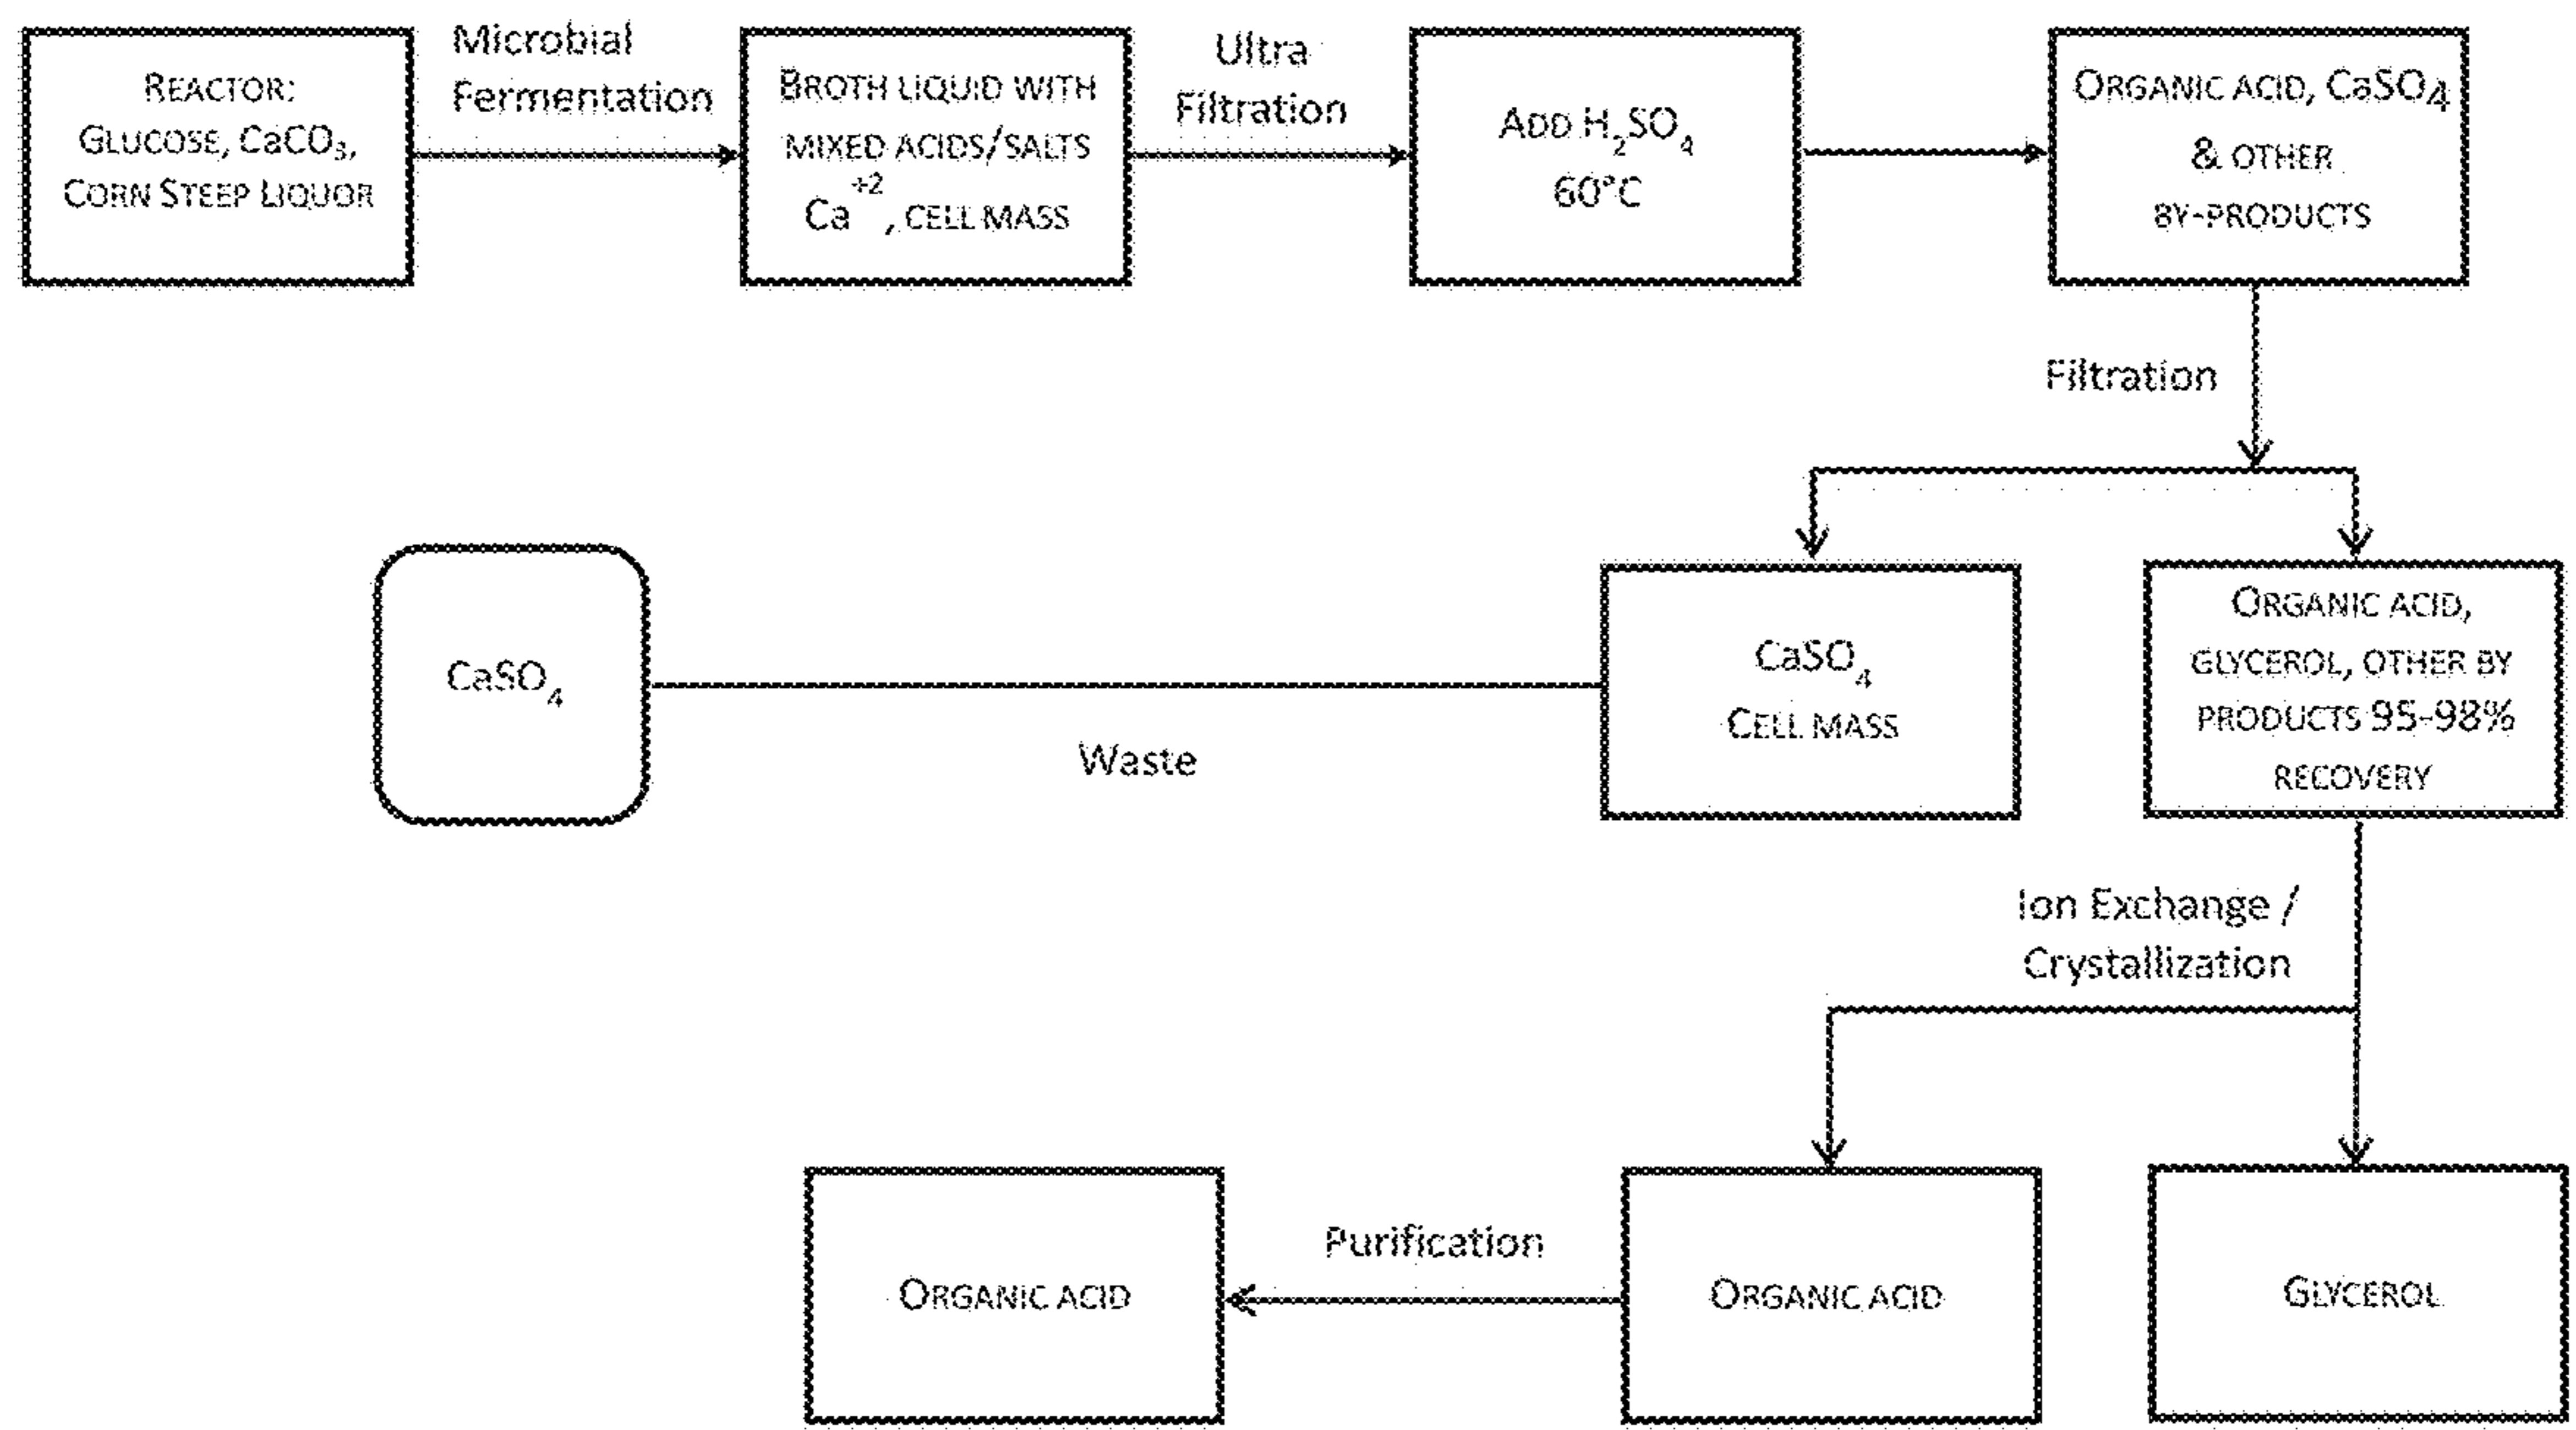 REACTOR:
GLUCOSE, CaCO₃,
CORN STEEP LIQUOR
Microbial
Fermentation
BROTH LIQUID WITH
MIXED ACIDS/SALTS
Ca⁺², CELL MASS
Ultra
Filtration
ADD H₂SO₄
60°C
ORGANIC ACID, CaSO₄
& OTHER
BY-PRODUCTS
Filtration
CaSO₄
Waste
CaSO₄
CELL MASS
ORGANIC ACID,
GLYCEROL, OTHER BY
PRODUCTS 95-98%
RECOVERY
Ion Exchange /
Crystallization
ORGANIC ACID
Purification
ORGANIC ACID
GLYCEROL